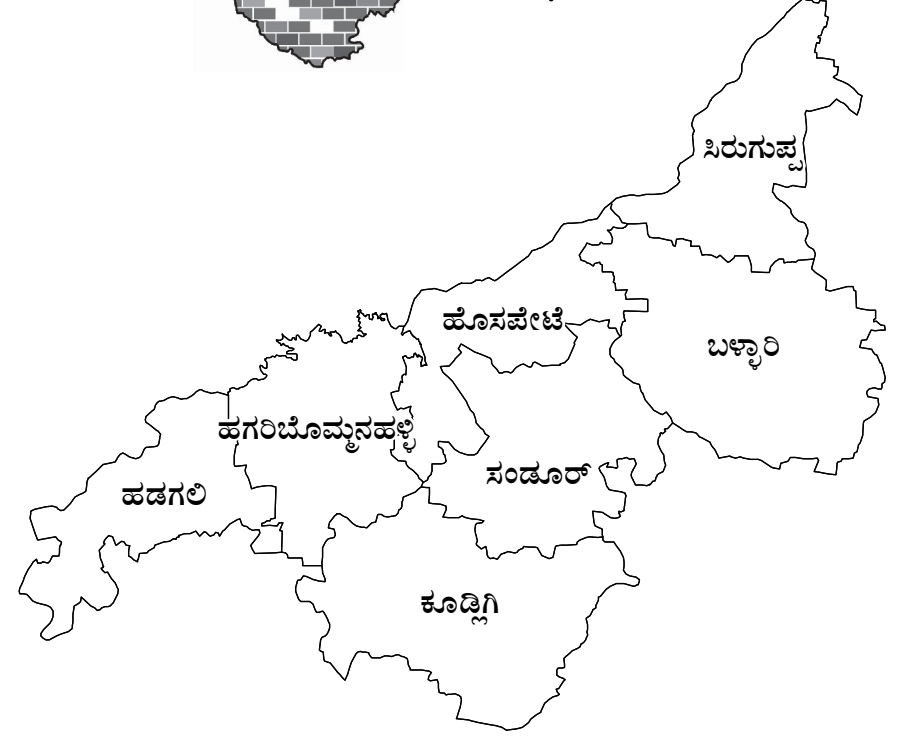 ಸಿರುಗುಪ್ಪ
ಹೊಸಪೇಟೆ
ಬಳ್ಳಾರಿ
ಹಗರಿಬೊಮ್ಮನಹಳ್ಳಿ
ಸಂಡೂರ್
ಹಡಗಲಿ
ಕೂಡ್ಲಿಗಿ